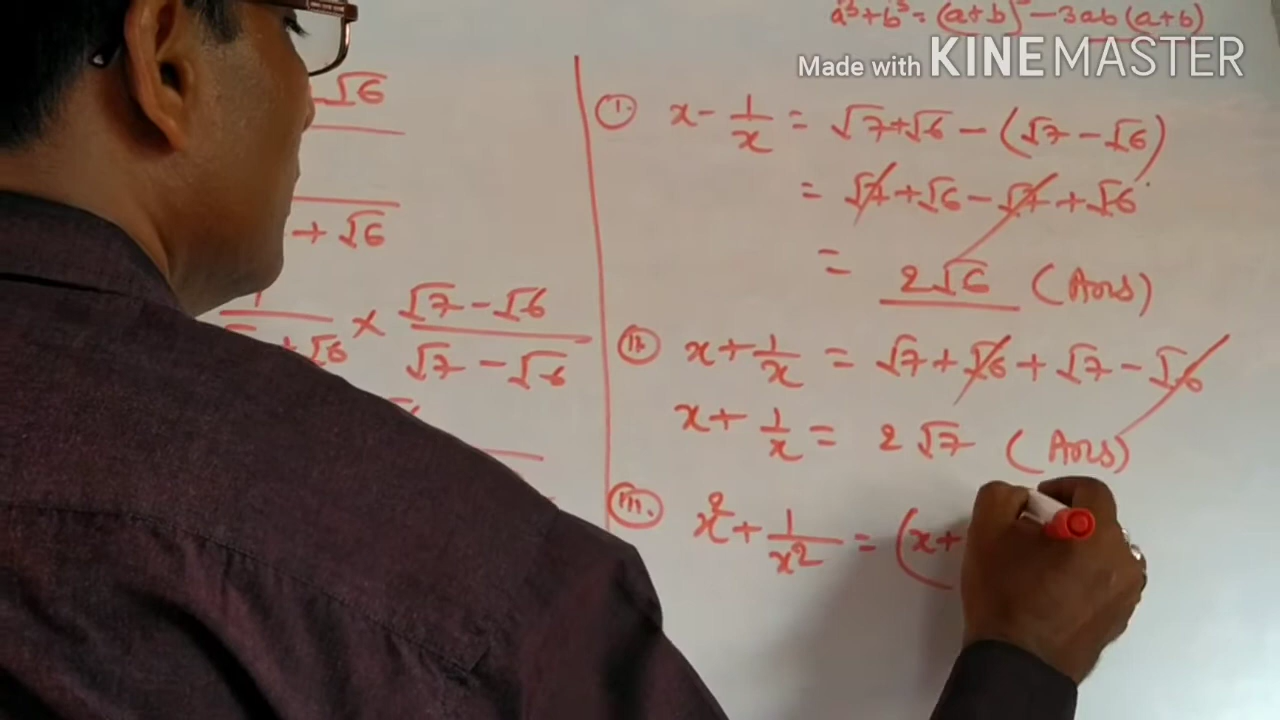 a³+b³ = (a+b)³ − 3ab(a+b)
Made with KINEMASTER
√6
+ √6
1/+√6 × (√7 − √6)/(√7 − √6)
i. x − 1/x = √7+√6 − (√7 − √6)
= √7 + √6 − √7 + √6
= 2√6 (Ans)
ii. x + 1/x = √7 + √6 + √7 − √6
x + 1/x = 2√7 (Ans)
iii. x² + 1/x² = (x+